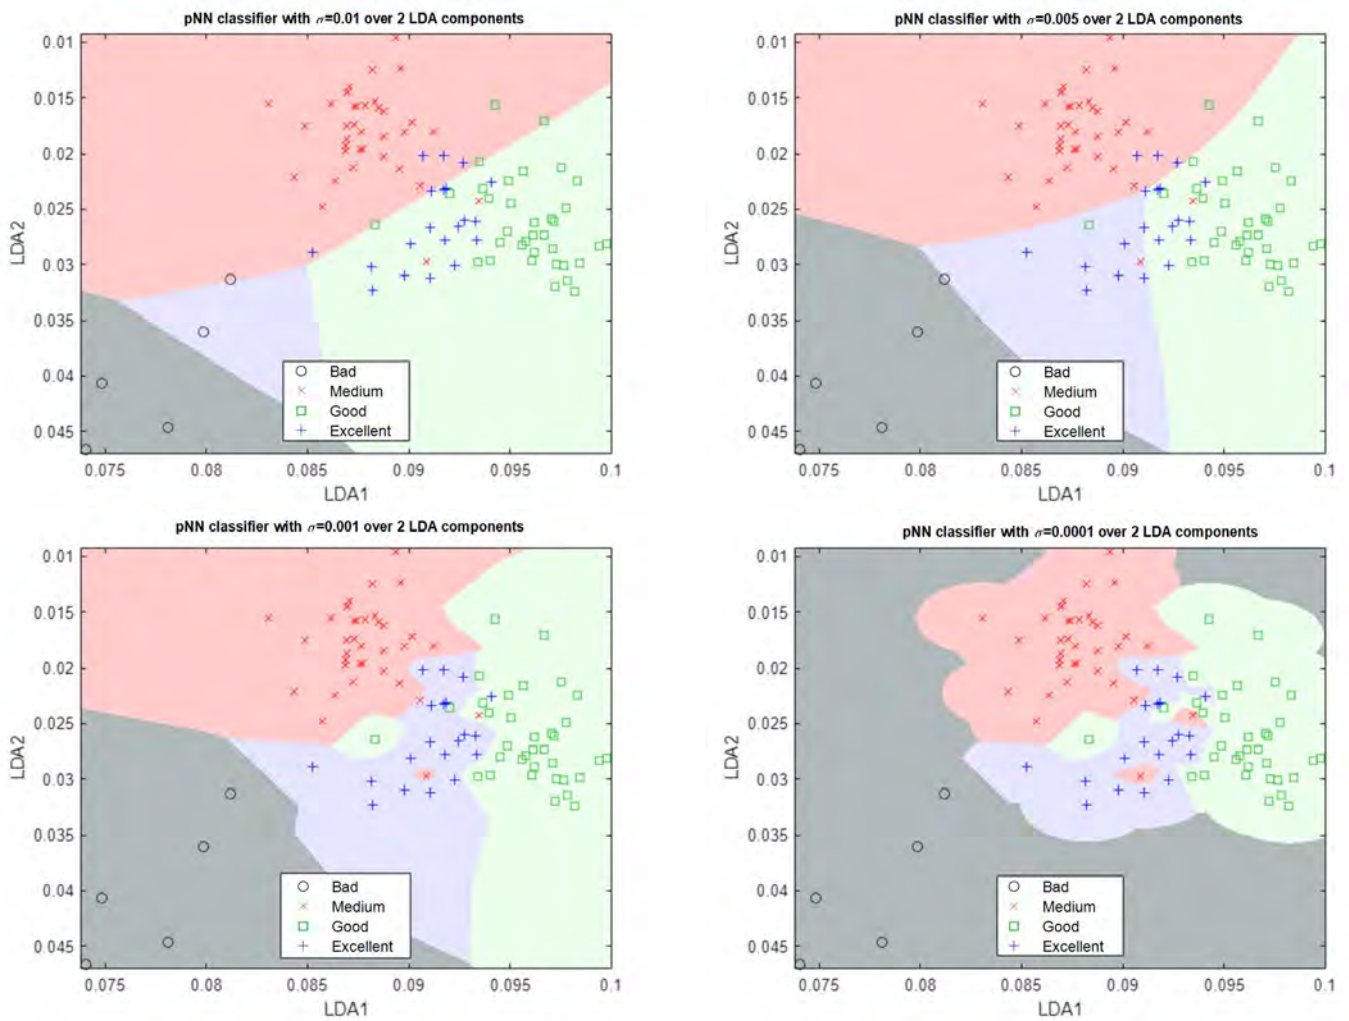 pNN classifier with σ=0.01 over 2 LDA components
0.01
0.015
0.02
0.025
0.03
0.035
0.04
0.045
LDA2
Bad
Medium
Good
Excellent
0.075 0.08 0.085 0.09 0.095 0.1
LDA1
pNN classifier with σ=0.005 over 2 LDA components
0.01
0.015
0.02
0.025
0.03
0.035
0.04
0.045
LDA2
Bad
Medium
Good
Excellent
0.075 0.08 0.085 0.09 0.095 0.1
LDA1
pNN classifier with σ=0.001 over 2 LDA components
0.01
0.015
0.02
0.025
0.03
0.035
0.04
0.045
LDA2
Bad
Medium
Good
Excellent
0.075 0.08 0.085 0.09 0.095 0.1
LDA1
pNN classifier with σ=0.0001 over 2 LDA components
0.01
0.015
0.02
0.025
0.03
0.035
0.04
0.045
LDA2
Bad
Medium
Good
Excellent
0.075 0.08 0.085 0.09 0.095 0.1
LDA1